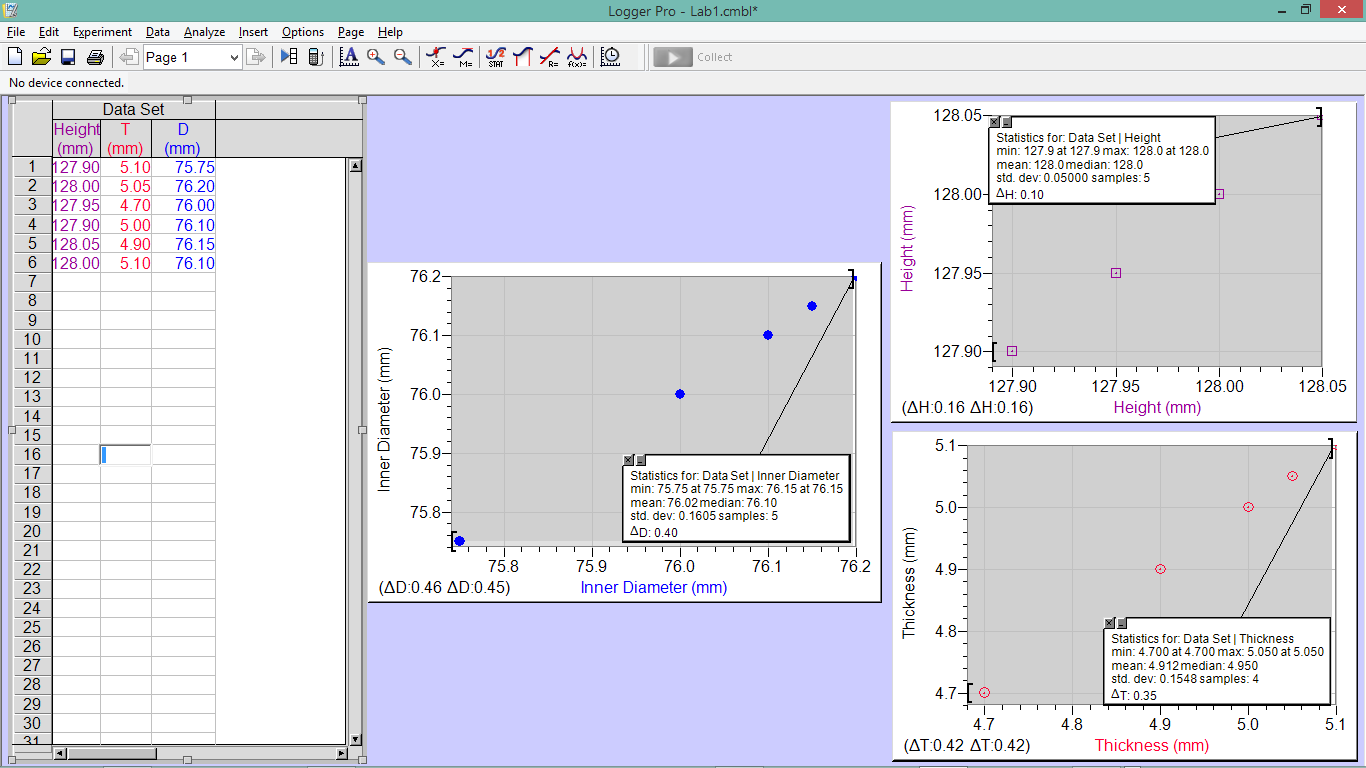 Logger Pro - Lab1.cmbl*
File Edit Experiment Data Analyze Insert Options Page Help
Page 1
X= M= 1/2 STAT R= f(x)= Collect
No device connected.
Data Set
Height T D
(mm) (mm) (mm)
1 127.90 5.10 75.75
2 128.00 5.05 76.20
3 127.95 4.70 76.00
4 127.90 5.00 76.10
5 128.05 4.90 76.15
6 128.00 5.10 76.10
7
8
9
10
11
12
13
14
15
16
17
18
19
20
21
22
23
24
25
26
27
28
29
30
31
76.2
76.1
76.0
75.9
75.8
Inner Diameter (mm)
Statistics for: Data Set | Inner Diameter
min: 75.75 at 75.75 max: 76.15 at 76.15
mean: 76.02 median: 76.10
std. dev: 0.1605 samples: 5
ΔD: 0.40
75.8 76.0 76.1 76.2
(ΔD:0.46 ΔD:0.45) Inner Diameter (mm)
128.05
128.00
127.95
127.90
Height (mm)
Statistics for: Data Set | Height
min: 127.9 at 127.9 max: 128.0 at 128.0
mean: 128.0 median: 128.0
std. dev: 0.05000 samples: 5
ΔH: 0.10
127.90 127.95 128.00 128.05
(ΔH:0.16 ΔH:0.16) Height (mm)
5.1
5.0
4.9
4.8
4.7
Thickness (mm)
Statistics for: Data Set | Thickness
min: 4.700 at 4.700 max: 5.050 at 5.050
mean: 4.912 median: 4.950
std. dev: 0.1548 samples: 4
ΔT: 0.35
4.7 4.8 4.9 5.0 5.1
(ΔT:0.42 ΔT:0.42) Thickness (mm)